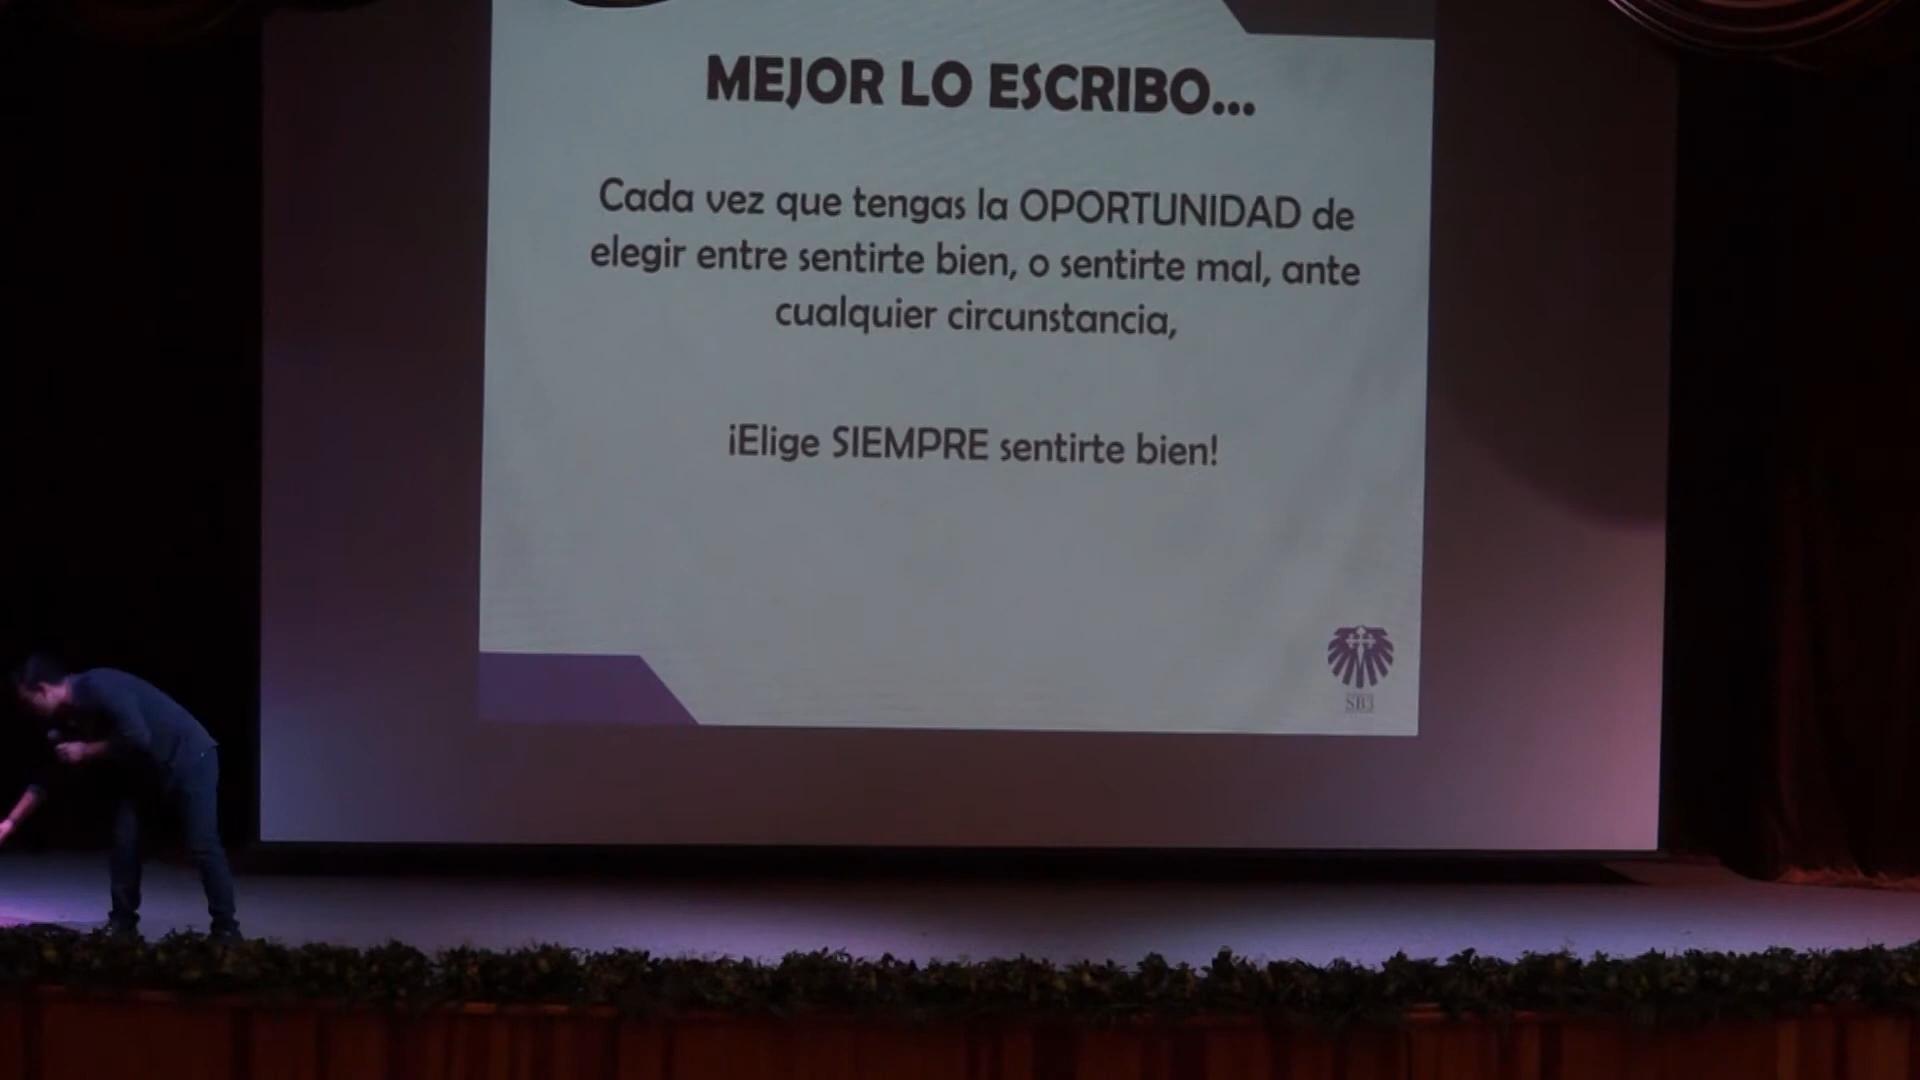 MEJOR LO ESCRIBO...
Cada vez que tengas la OPORTUNIDAD de
elegir entre sentirte bien, o sentirte mal, ante
cualquier circunstancia,
¡Elige SIEMPRE sentirte bien!
SB3